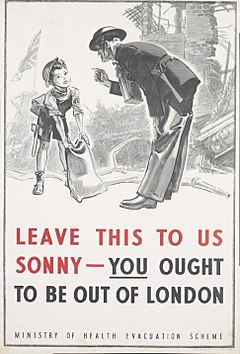 LEAVE THIS TO US
SONNY—YOU OUGHT
TO BE OUT OF LONDON
MINISTRY OF HEALTH EVACUATION SCHEME